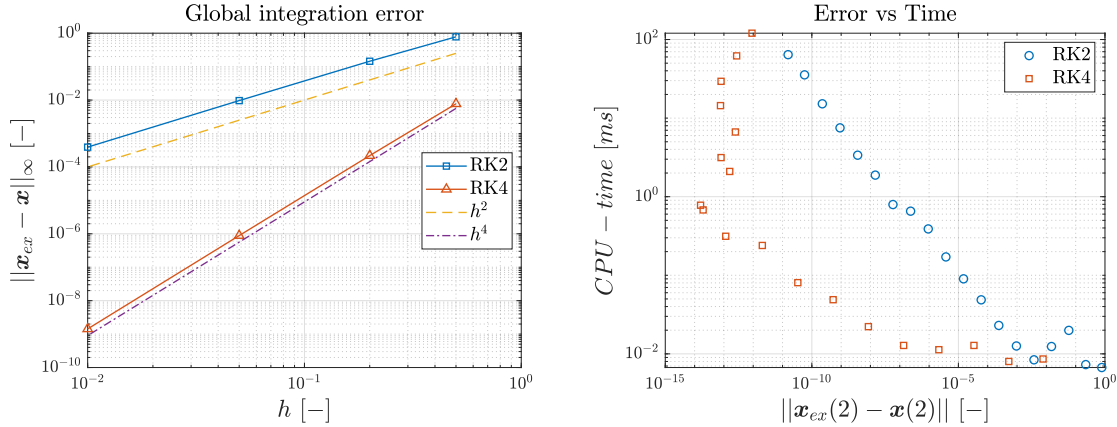 Global integration error
10^0
10^-2
10^-4
10^-6
10^-8
10^-10
10^-2
10^-1
10^0
||x_ex − x||_∞ [−]
h [−]
RK2
RK4
h^2
h^4
Error vs Time
10^2
10^0
10^-2
10^-15
10^-10
10^-5
10^0
CPU − time [ms]
||x_ex(2) − x(2)|| [−]
RK2
RK4